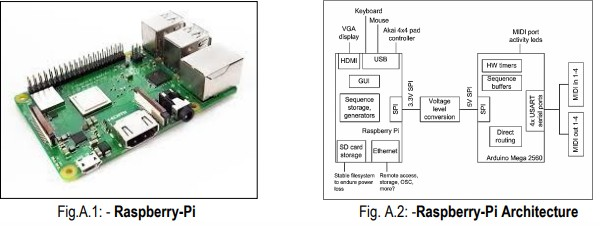 Keyboard
Mouse
VGA
display
Akai 4x4 pad
controller
MIDI port
activity leds
HDMI
USB
GUI
Sequence
storage,
generators
SPI
Raspberry Pi
SD card
storage
Ethernet
3.3V SPI
Voltage
level
conversion
5V SPI
SPI
HW timers
Sequence
buffers
Direct
routing
4x USART
serial ports
Arduino Mega 2560
MIDI in 1-4
MIDI out 1-4
Stable filesystem
to endure power
loss
Remote access,
storage, OSC,
more?
Fig.A.1: - Raspberry-Pi
Fig. A.2: -Raspberry-Pi Architecture